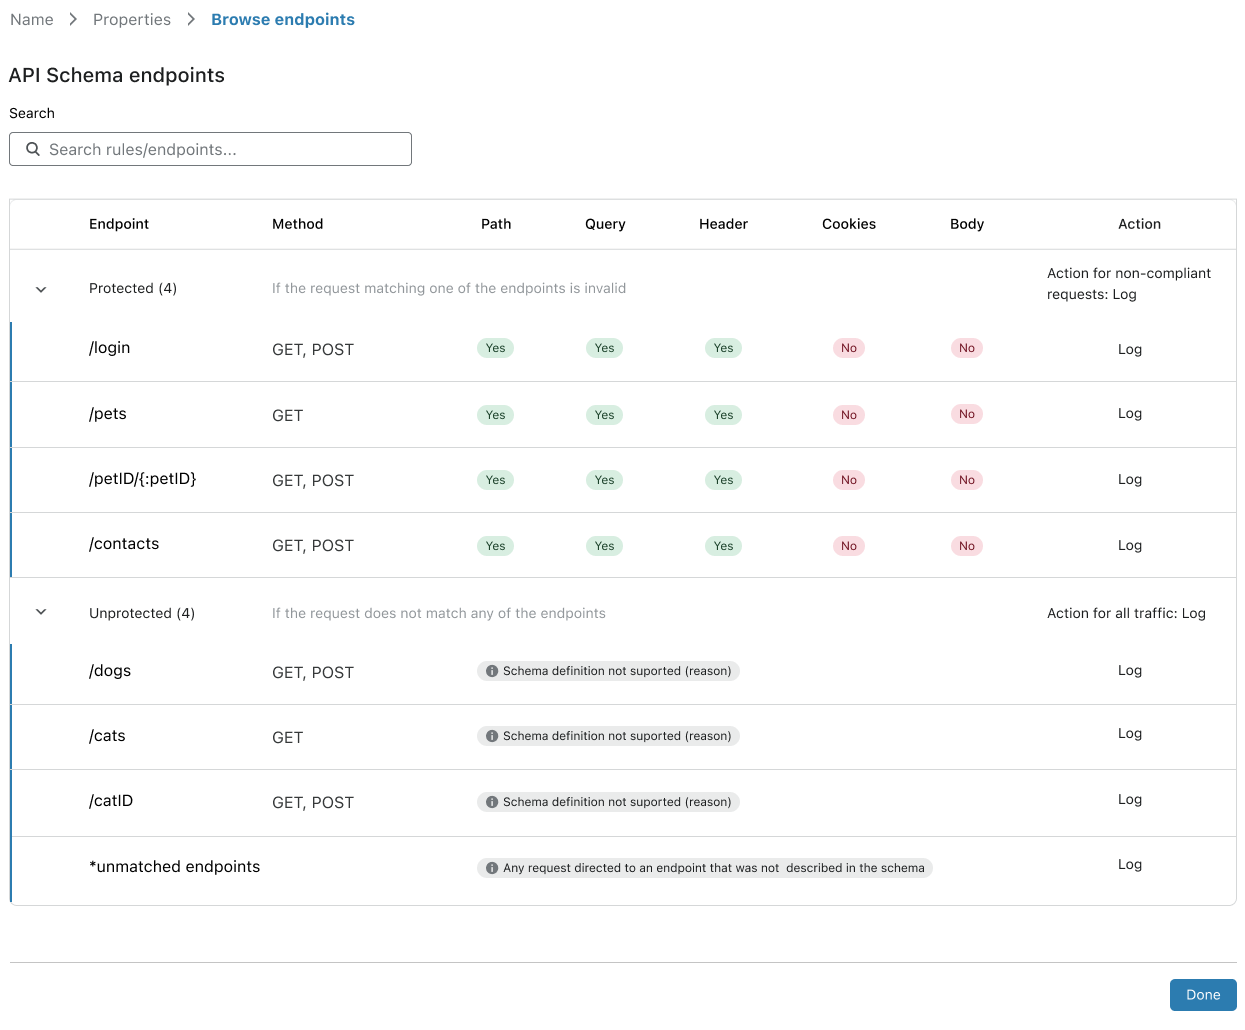 Name > Properties > Browse endpoints
API Schema endpoints
Search
Search rules/endpoints...
Endpoint Method Path Query Header Cookies Body Action
Protected (4) If the request matching one of the endpoints is invalid Action for non-compliant
requests: Log
/login GET, POST Yes Yes Yes No No Log
/pets GET Yes Yes Yes No No Log
/petID/{:petID} GET, POST Yes Yes Yes No No Log
/contacts GET, POST Yes Yes Yes No No Log
Unprotected (4) If the request does not match any of the endpoints Action for all traffic: Log
/dogs GET, POST Schema definition not suported (reason) Log
/cats GET Schema definition not suported (reason) Log
/catID GET, POST Schema definition not suported (reason) Log
*unmatched endpoints Any request directed to an endpoint that was not described in the schema Log
Done